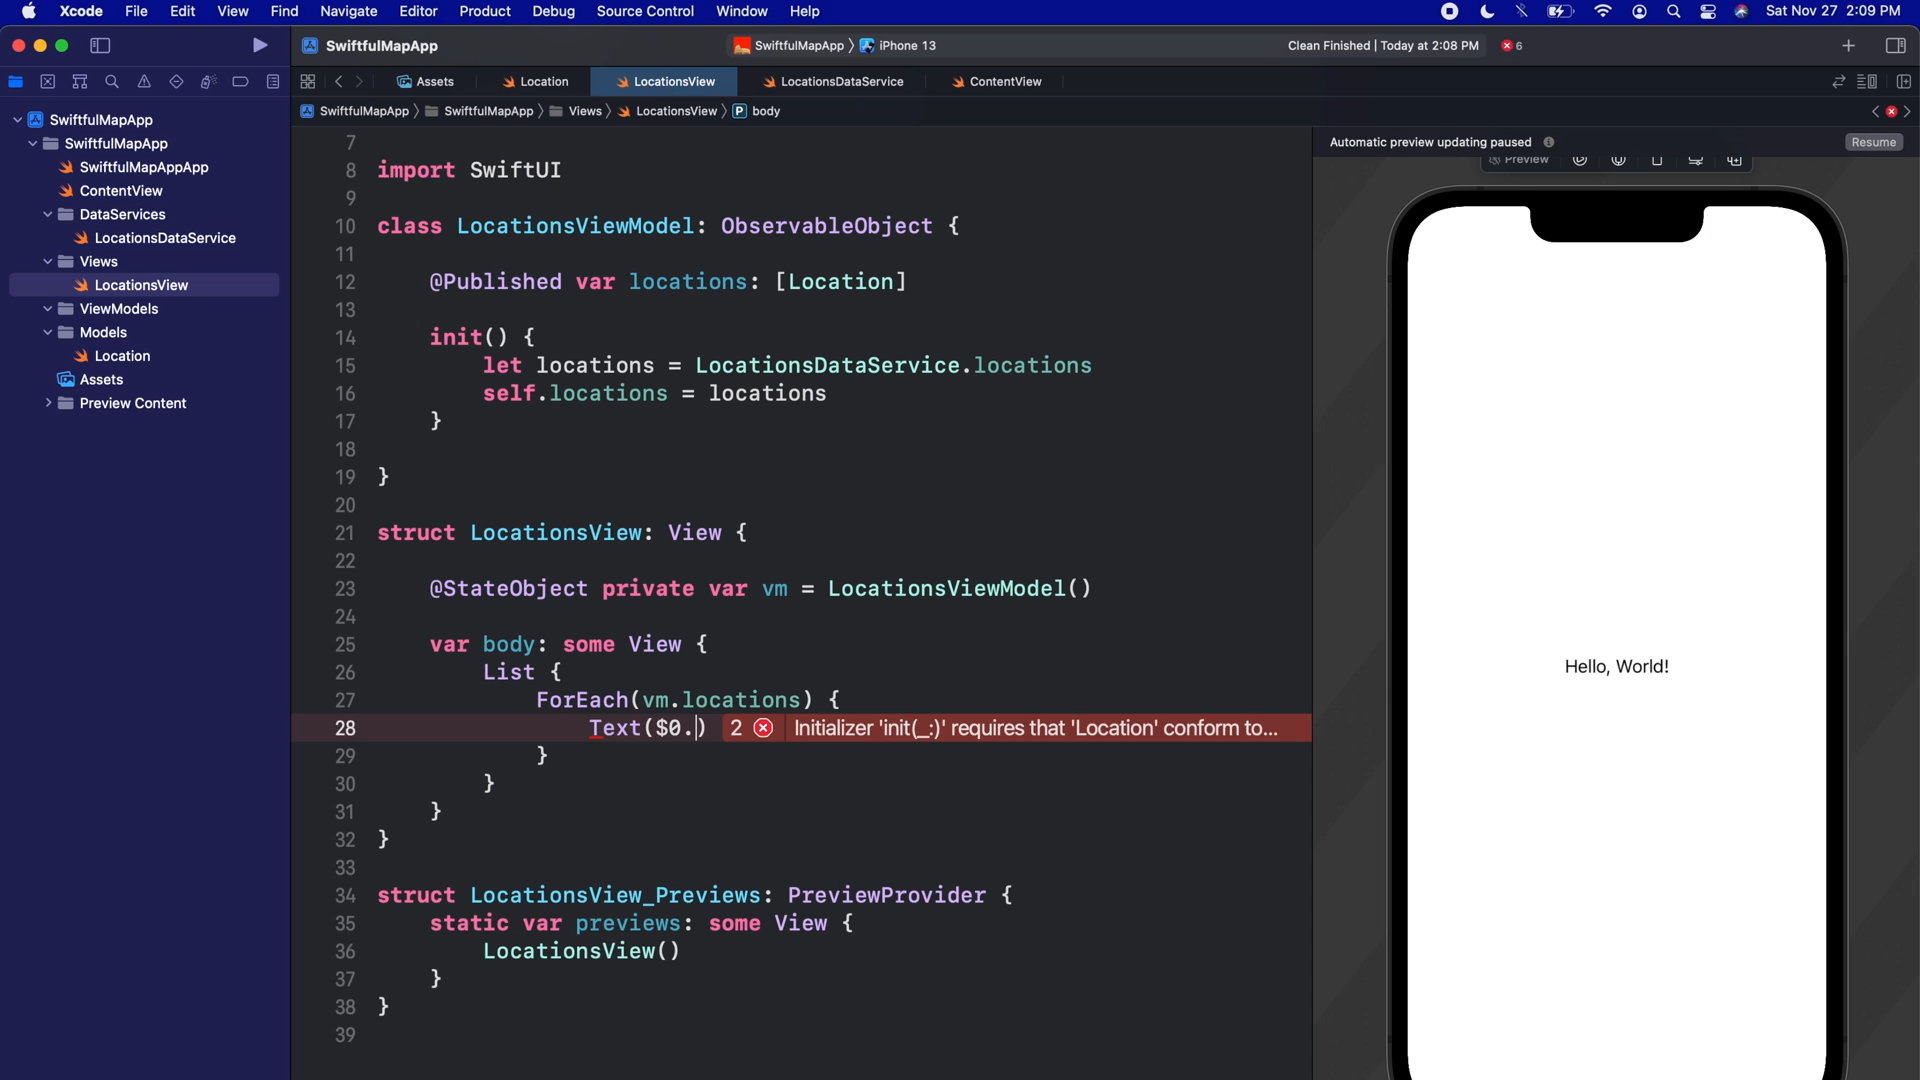 Xcode File Edit View Find Navigate Editor Product Debug Source Control Window Help
Sat Nov 27 2:09 PM
SwiftfulMapApp
SwiftfulMapApp 〉 iPhone 13
Clean Finished | Today at 2:08 PM
6
Assets
Location
LocationsView
LocationsDataService
ContentView
SwiftfulMapApp 〉 SwiftfulMapApp 〉 Views 〉 LocationsView 〉 P body
SwiftfulMapApp
SwiftfulMapApp
SwiftfulMapAppApp
ContentView
DataServices
LocationsDataService
Views
LocationsView
ViewModels
Models
Location
Assets
Preview Content
7
8 import SwiftUI
9
10 class LocationsViewModel: ObservableObject {
11
12 @Published var locations: [Location]
13
14 init() {
15 let locations = LocationsDataService.locations
16 self.locations = locations
17 }
18
19 }
20
21 struct LocationsView: View {
22
23 @StateObject private var vm = LocationsViewModel()
24
25 var body: some View {
26 List {
27 ForEach(vm.locations) {
28 Text($0.) 2 Initializer 'init(_:)' requires that 'Location' conform to...
29 }
30 }
31 }
32 }
33
34 struct LocationsView_Previews: PreviewProvider {
35 static var previews: some View {
36 LocationsView()
37 }
38 }
39
Automatic preview updating paused
Resume
Preview
Hello, World!